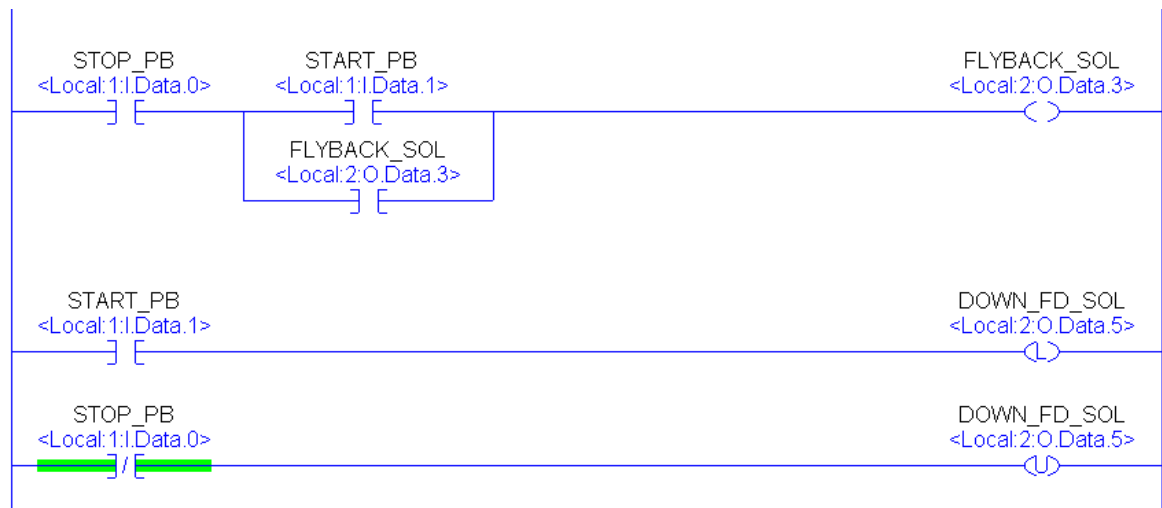 STOP_PB START_PB FLYBACK_SOL
<Local:1:I.Data.0> <Local:1:I.Data.1> <Local:2:O.Data.3>
FLYBACK_SOL
<Local:2:O.Data.3>
START_PB DOWN_FD_SOL
<Local:1:I.Data.1> <Local:2:O.Data.5>
L
STOP_PB DOWN_FD_SOL
<Local:1:I.Data.0> <Local:2:O.Data.5>
/ U